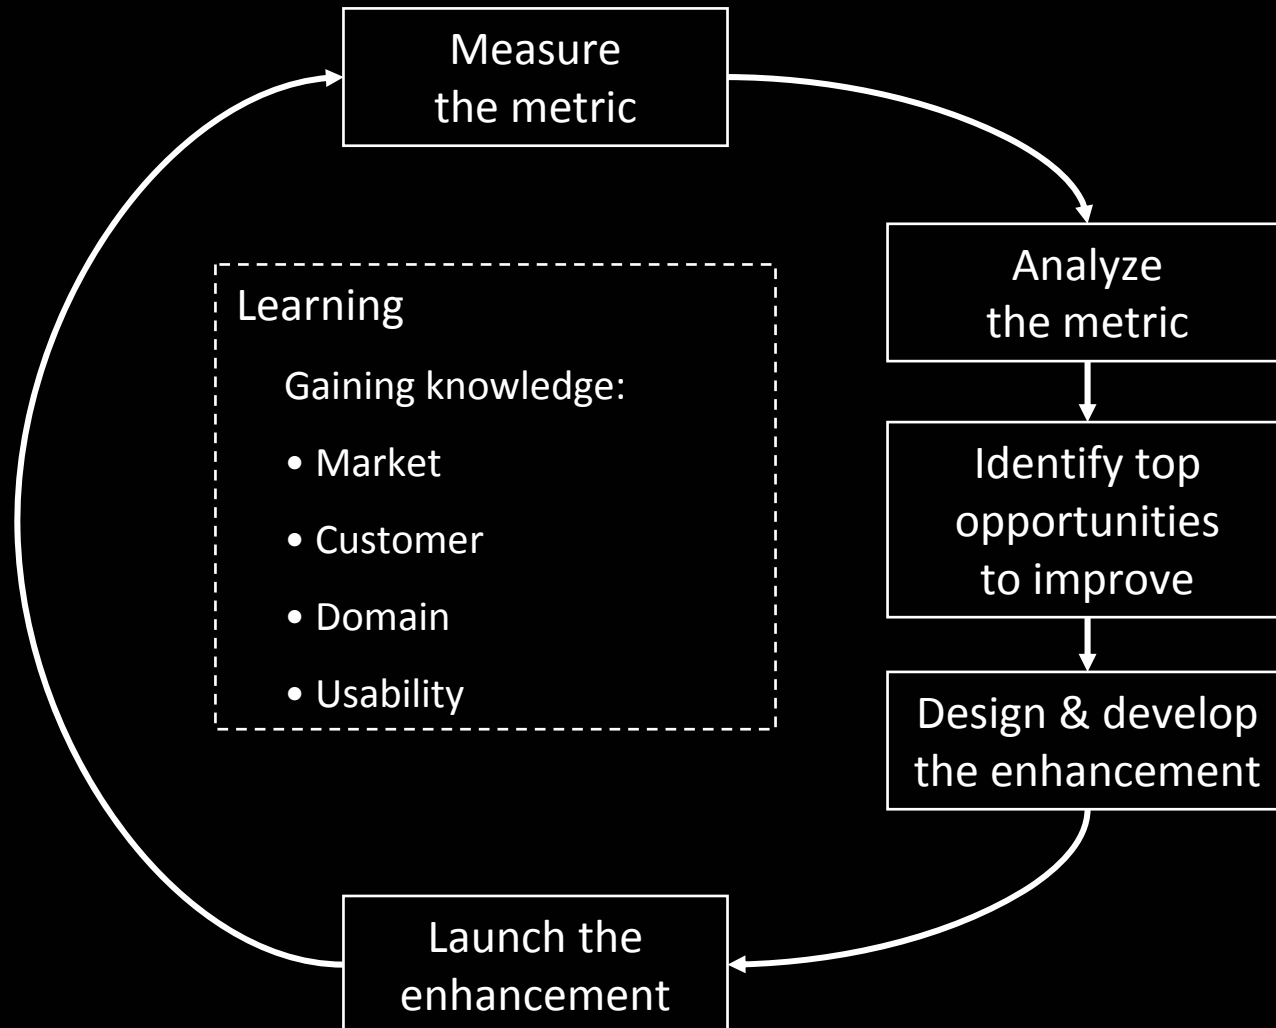 Measure
the metric
Analyze
the metric
Learning
Gaining knowledge:
• Market
• Customer
• Domain
• Usability
Identify top
opportunities
to improve
Design & develop
the enhancement
Launch the
enhancement